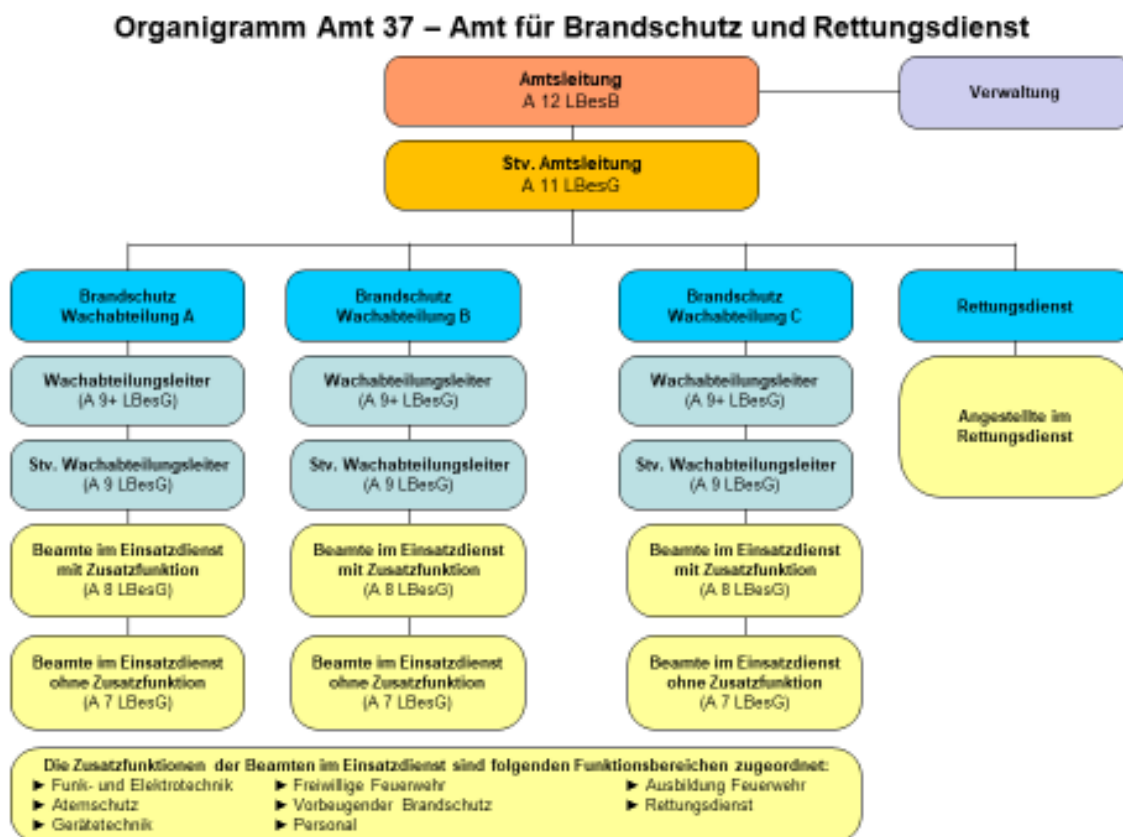 Organigramm Amt 37 – Amt für Brandschutz und Rettungsdienst
Amtsleitung
A 12 LBesB
Verwaltung
Stv. Amtsleitung
A 11 LBesG
Brandschutz
Wachabteilung A
Brandschutz
Wachabteilung B
Brandschutz
Wachabteilung C
Rettungsdienst
Wachabteilungsleiter
(A 9+ LBesG)
Wachabteilungsleiter
(A 9+ LBesG)
Wachabteilungsleiter
(A 9+ LBesG)
Angestellte im
Rettungsdienst
Stv. Wachabteilungsleiter
(A 9 LBesG)
Stv. Wachabteilungsleiter
(A 9 LBesG)
Stv. Wachabteilungsleiter
(A 9 LBesG)
Beamte im Einsatzdienst
mit Zusatzfunktion
(A 8 LBesG)
Beamte im Einsatzdienst
mit Zusatzfunktion
(A 8 LBesG)
Beamte im Einsatzdienst
mit Zusatzfunktion
(A 8 LBesG)
Beamte im Einsatzdienst
ohne Zusatzfunktion
(A 7 LBesG)
Beamte im Einsatzdienst
ohne Zusatzfunktion
(A 7 LBesG)
Beamte im Einsatzdienst
ohne Zusatzfunktion
(A 7 LBesG)
Die Zusatzfunktionen der Beamten im Einsatzdienst sind folgenden Funktionsbereichen zugeordnet:
► Funk- und Elektrotechnik
► Atemschutz
► Gerätetechnik
► Freiwillige Feuerwehr
► Vorbeugender Brandschutz
► Personal
► Ausbildung Feuerwehr
► Rettungsdienst